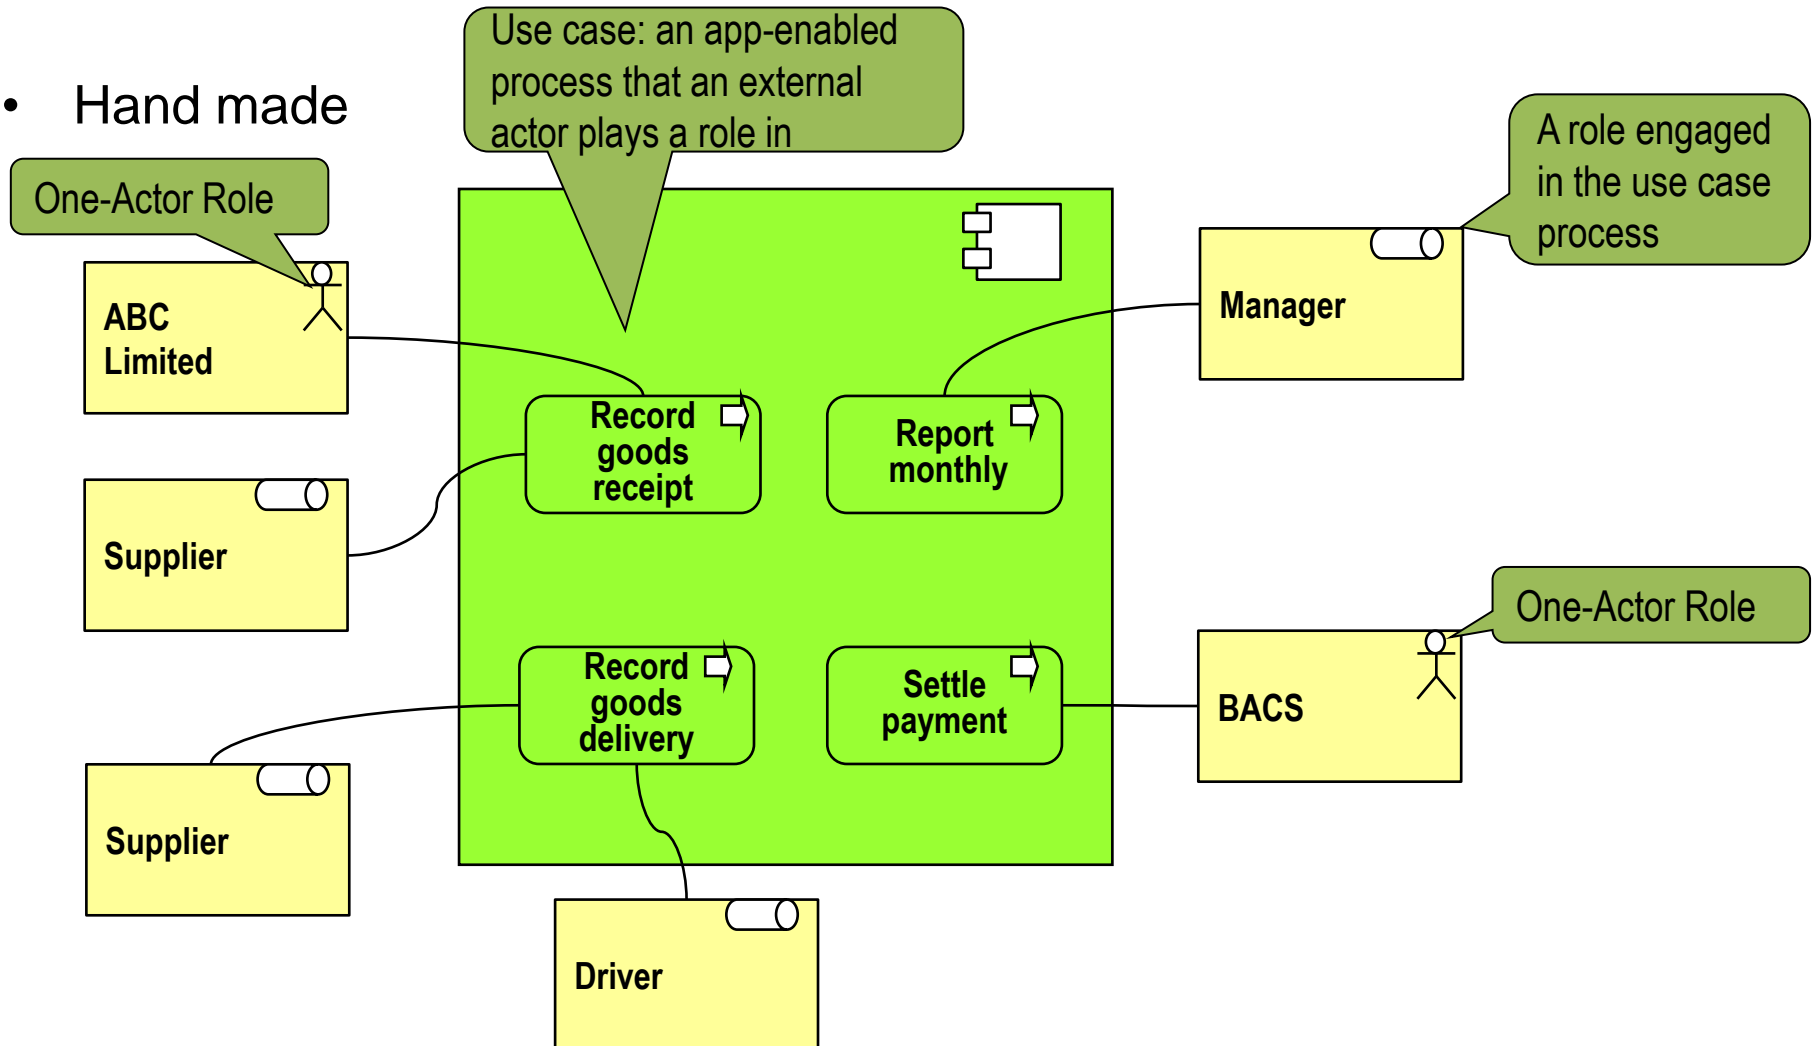 Use case: an app-enabled
process that an external
actor plays a role in
• Hand made
A role engaged
in the use case
process
One-Actor Role
ABC
Limited
Manager
Record
goods
receipt
Report
monthly
Supplier
One-Actor Role
Record
goods
delivery
Settle
payment
BACS
Supplier
Driver